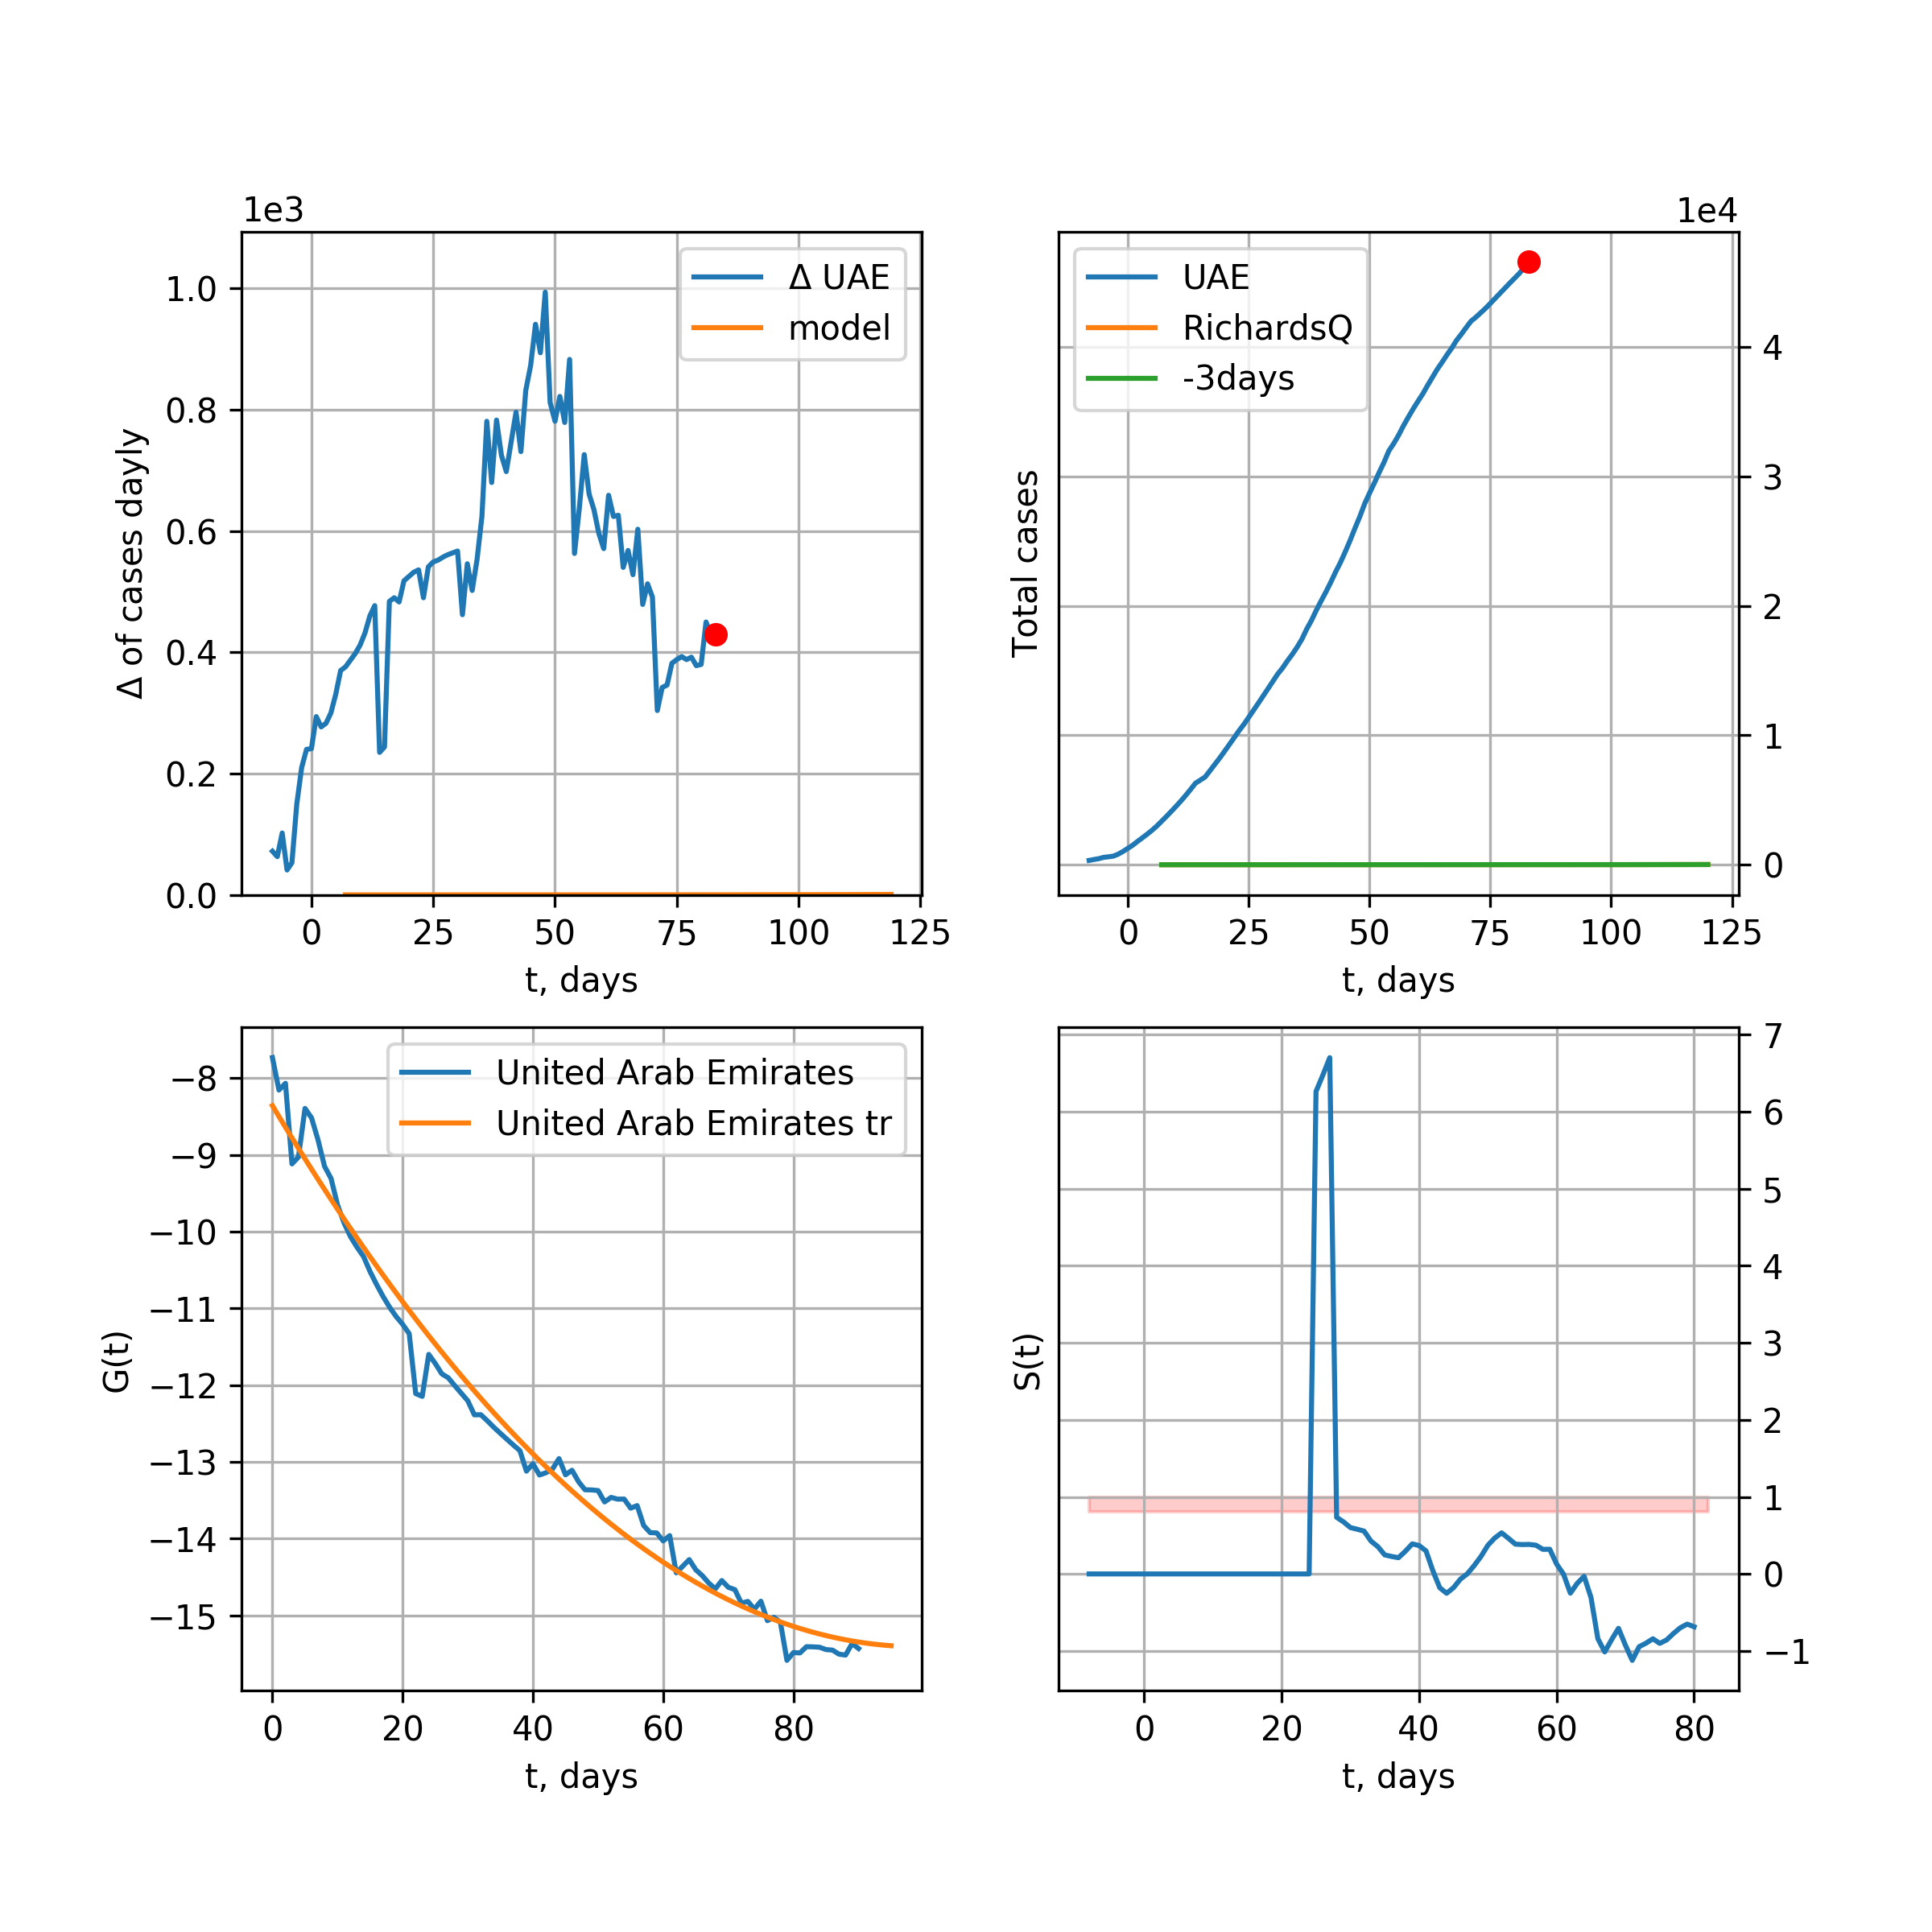 1e3
1.0
0.8
0.6
0.4
0.2
0.0
Δ of cases dayly
Δ UAE
model
0 25 50 75 100 125
t, days
1e4
4
3
2
1
0
Total cases
UAE
RichardsQ
-3days
0 25 50 75 100 125
t, days
−8
−9
−10
−11
−12
−13
−14
−15
G(t)
United Arab Emirates
United Arab Emirates tr
0 20 40 60 80
t, days
7
6
5
4
3
2
1
0
−1
S(t)
0 20 40 60 80
t, days